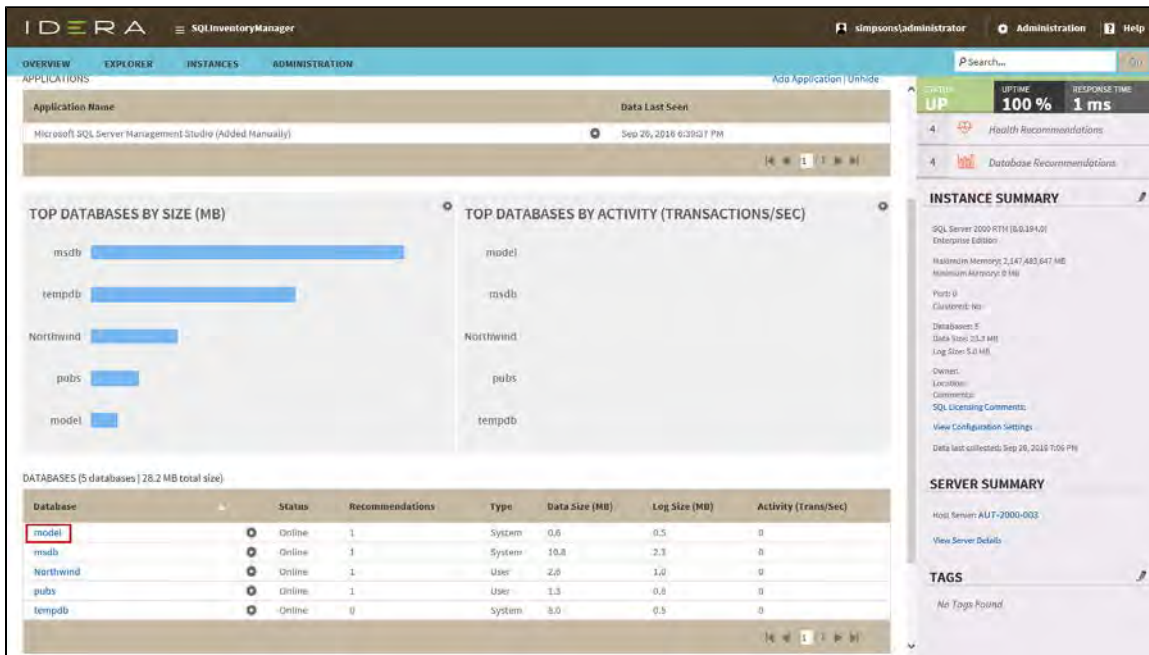 IDERA SQLInventoryManager simpsons\administrator Administration ? Help
OVERVIEW EXPLORER INSTANCES ADMINISTRATION Search... Go
APPLICATIONS Add Application | Unhide
Application Name Data Last Seen
Microsoft SQL Server Management Studio (Added Manually) Sep 28, 2016 6:39:37 PM
1 / 1
TOP DATABASES BY SIZE (MB)
msdb
tempdb
Northwind
pubs
model
TOP DATABASES BY ACTIVITY (TRANSACTIONS/SEC)
model
msdb
Northwind
pubs
tempdb
DATABASES (5 databases | 28.2 MB total size)
Database Status Recommendations Type Data Size (MB) Log Size (MB) Activity (Trans/Sec)
model Online 1 System 0.6 0.5 0
msdb Online 1 System 10.8 2.3 0
Northwind Online 1 User 2.6 1.0 0
pubs Online 1 User 1.3 0.8 0
tempdb Online 0 System 8.0 0.5 0
1 / 1
STATUS UPTIME RESPONSE TIME
UP 100 % 1 ms
4 Health Recommendations
4 Database Recommendations
INSTANCE SUMMARY
SQL Server 2000 RTM (8.0.194.0)
Enterprise Edition
Maximum Memory: 2,147,483,647 MB
Minimum Memory: 0 MB
Port: 0
Clustered: No
Databases: 5
Data Size: 23.3 MB
Log Size: 5.0 MB
Owner:
Location:
Comments:
SQL Licensing Comments:
View Configuration Settings
Data last collected: Sep 28, 2016 7:06 PM
SERVER SUMMARY
Host Server: AUT-2000-003
View Server Details
TAGS
No Tags Found